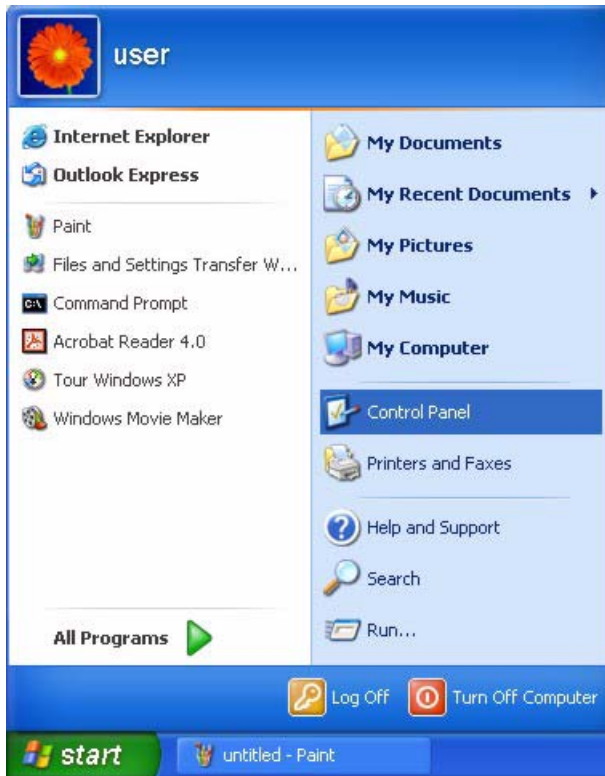 user
Internet Explorer
Outlook Express
Paint
Files and Settings Transfer W...
Command Prompt
Acrobat Reader 4.0
Tour Windows XP
Windows Movie Maker
All Programs
My Documents
My Recent Documents
My Pictures
My Music
My Computer
Control Panel
Printers and Faxes
Help and Support
Search
Run...
Log Off
Turn Off Computer
start
untitled - Paint